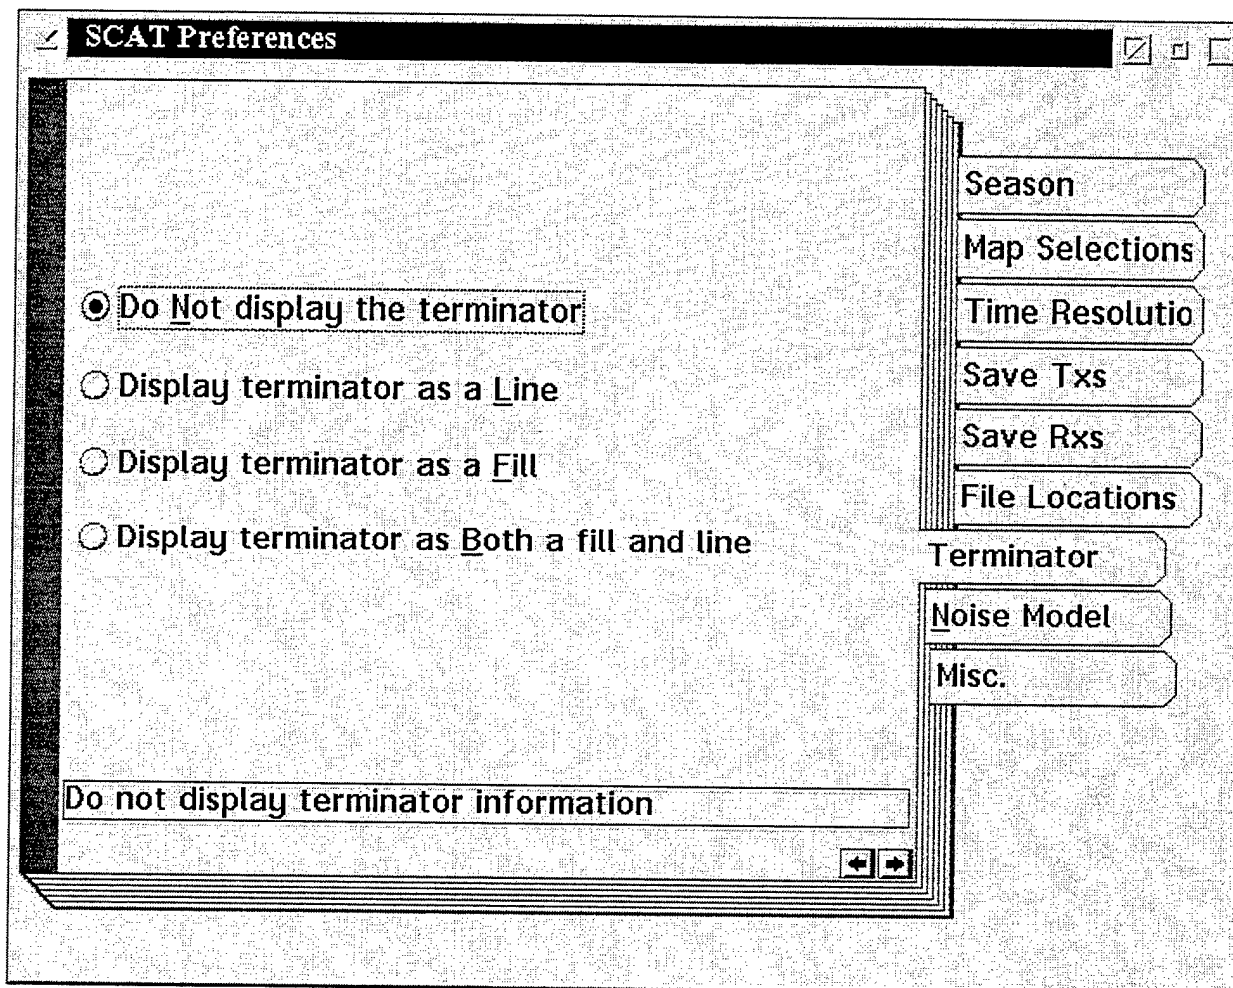 SCAT Preferences
Season
Map Selections
Time Resolutio
Save Txs
Save Rxs
File Locations
Terminator
Noise Model
Misc.
Do Not display the terminator
Display terminator as a Line
Display terminator as a Fill
Display terminator as Both a fill and line
Do not display terminator information